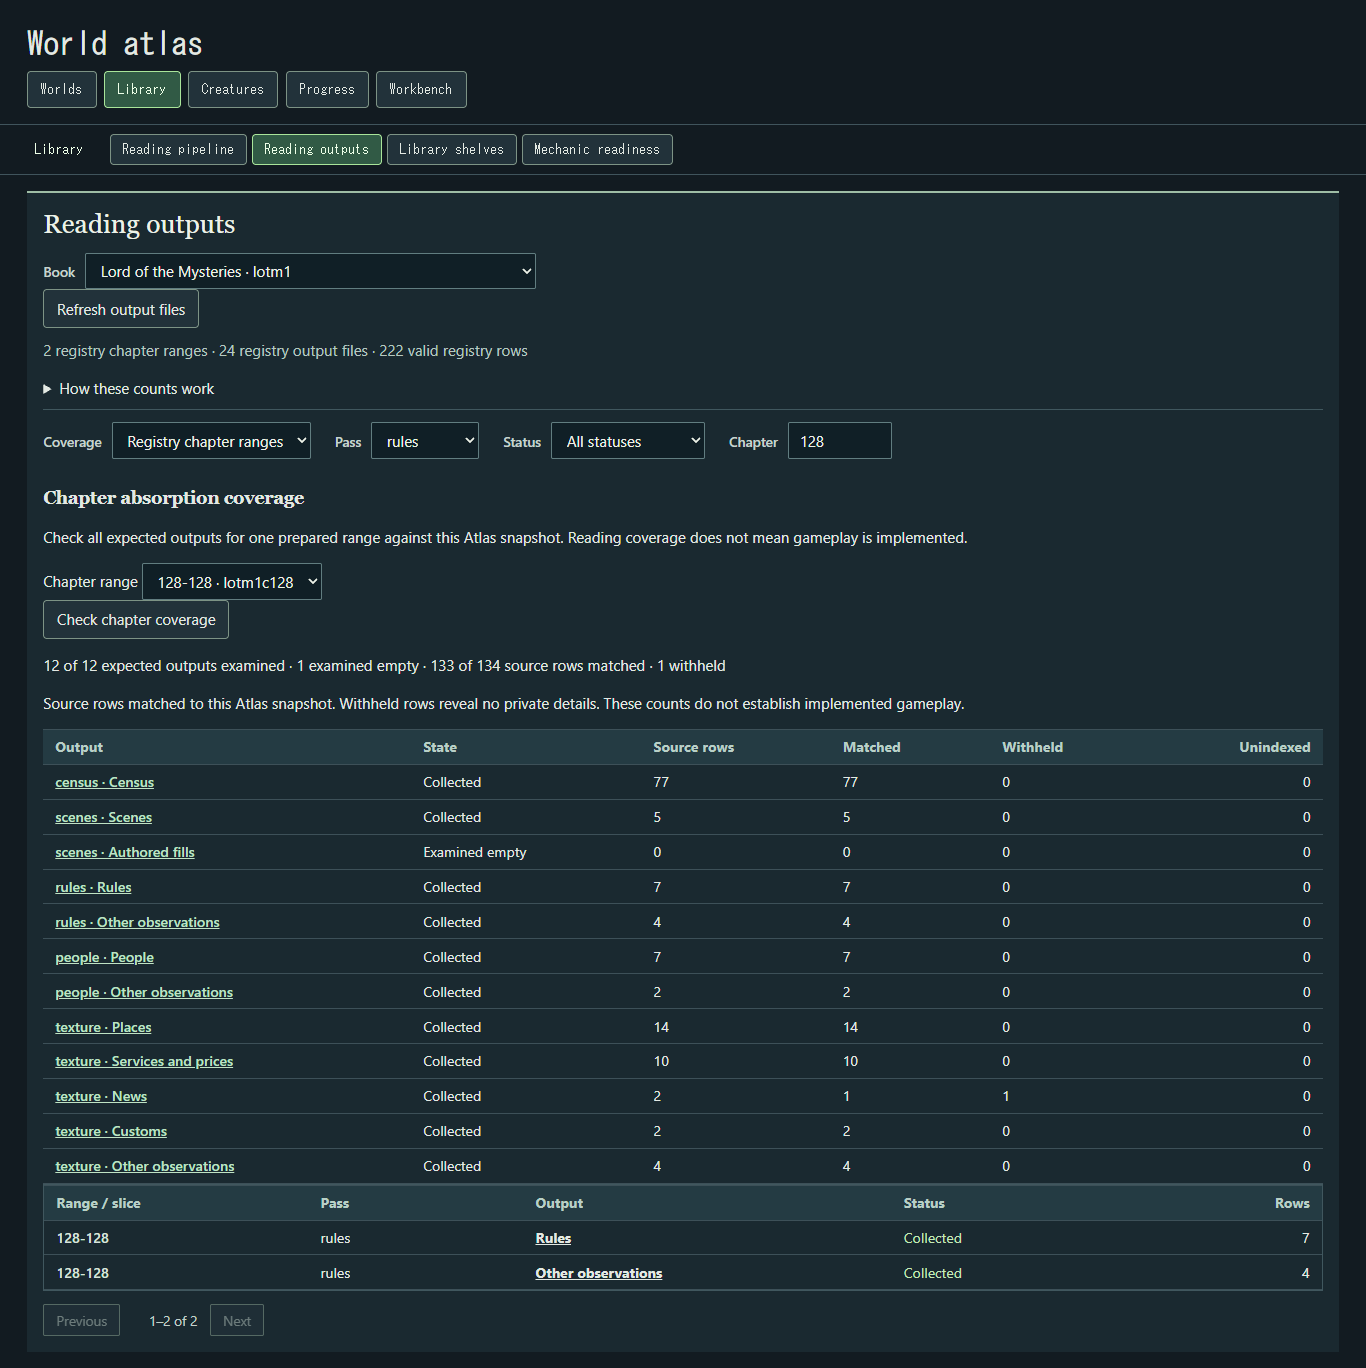 World atlas
Worlds Library Creatures Progress Workbench
Library Reading pipeline Reading outputs Library shelves Mechanic readiness
Reading outputs
Book Lord of the Mysteries · lotm1
Refresh output files
2 registry chapter ranges · 24 registry output files · 222 valid registry rows
How these counts work
Coverage Registry chapter ranges Pass rules Status All statuses Chapter 128
Chapter absorption coverage
Check all expected outputs for one prepared range against this Atlas snapshot. Reading coverage does not mean gameplay is implemented.
Chapter range 128-128 · lotm1c128
Check chapter coverage
12 of 12 expected outputs examined · 1 examined empty · 133 of 134 source rows matched · 1 withheld
Source rows matched to this Atlas snapshot. Withheld rows reveal no private details. These counts do not establish implemented gameplay.
Output State Source rows Matched Withheld Unindexed
census · Census Collected 77 77 0 0
scenes · Scenes Collected 5 5 0 0
scenes · Authored fills Examined empty 0 0 0 0
rules · Rules Collected 7 7 0 0
rules · Other observations Collected 4 4 0 0
people · People Collected 7 7 0 0
people · Other observations Collected 2 2 0 0
texture · Places Collected 14 14 0 0
texture · Services and prices Collected 10 10 0 0
texture · News Collected 2 1 1 0
texture · Customs Collected 2 2 0 0
texture · Other observations Collected 4 4 0 0
Range / slice Pass Output Status Rows
128-128 rules Rules Collected 7
128-128 rules Other observations Collected 4
Previous 1–2 of 2 Next